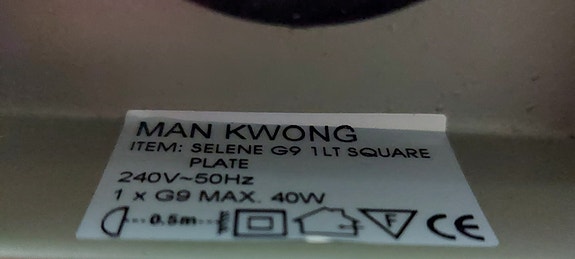 MAN KWONG
ITEM: SELENE G9 1LT SQUARE
PLATE
240V~50Hz
1 x G9 MAX. 40W
0.5m F CE